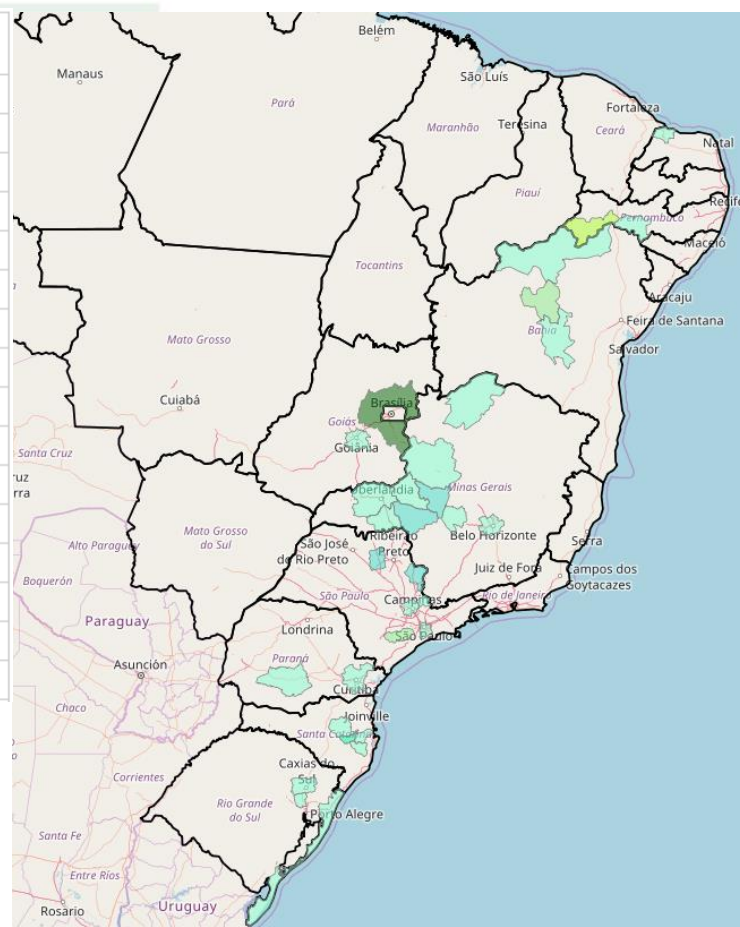 Belém
Manaus
São Luís
Pará
Fortaleza
Maranhão
Teresina
Ceará
Natal
Piauí
Pernambuco
Recife
Maceió
Tocantins
Aracaju
Bahia
Feira de Santana
Mato Grosso
Salvador
Cuiabá
Brasília
Goiás
Goiânia
Santa Cruz
Uberlândia
Minas Gerais
ruz
rra
Mato Grosso
do Sul
Ribeirão
Preto
Belo Horizonte
Serra
São José
do Rio Preto
Alto Paraguay
Juiz de Fora
Campos dos
Goytacazes
Boquerón
São Paulo
Campinas
Rio de Janeiro
Paraguay
Londrina
São Paulo
Asunción
Paraná
Curitiba
Chaco
Joinville
Santa Catarina
Caxias do
Sul
Corrientes
Rio Grande
do Sul
Porto Alegre
Santa Fe
Entre Ríos
Rosario
Uruguay